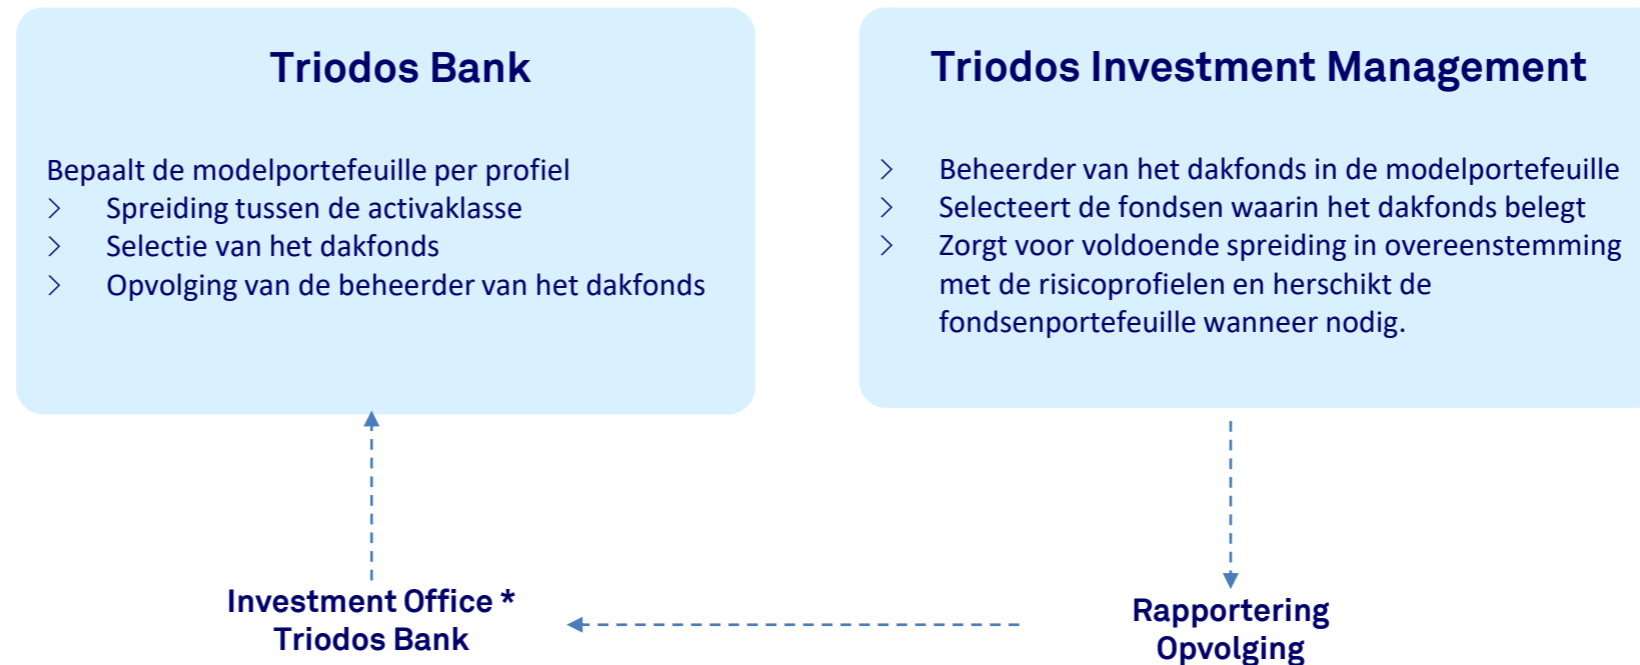 Triodos Bank
Bepaalt de modelportefeuille per profiel
> Spreiding tussen de activaklasse
> Selectie van het dakfonds
> Opvolging van de beheerder van het dakfonds
Triodos Investment Management
> Beheerder van het dakfonds in de modelportefeuille
> Selecteert de fondsen waarin het dakfonds belegt
> Zorgt voor voldoende spreiding in overeenstemming
met de risicoprofielen en herschikt de
fondsenportefeuille wanneer nodig.
Investment Office *
Triodos Bank
Rapportering
Opvolging